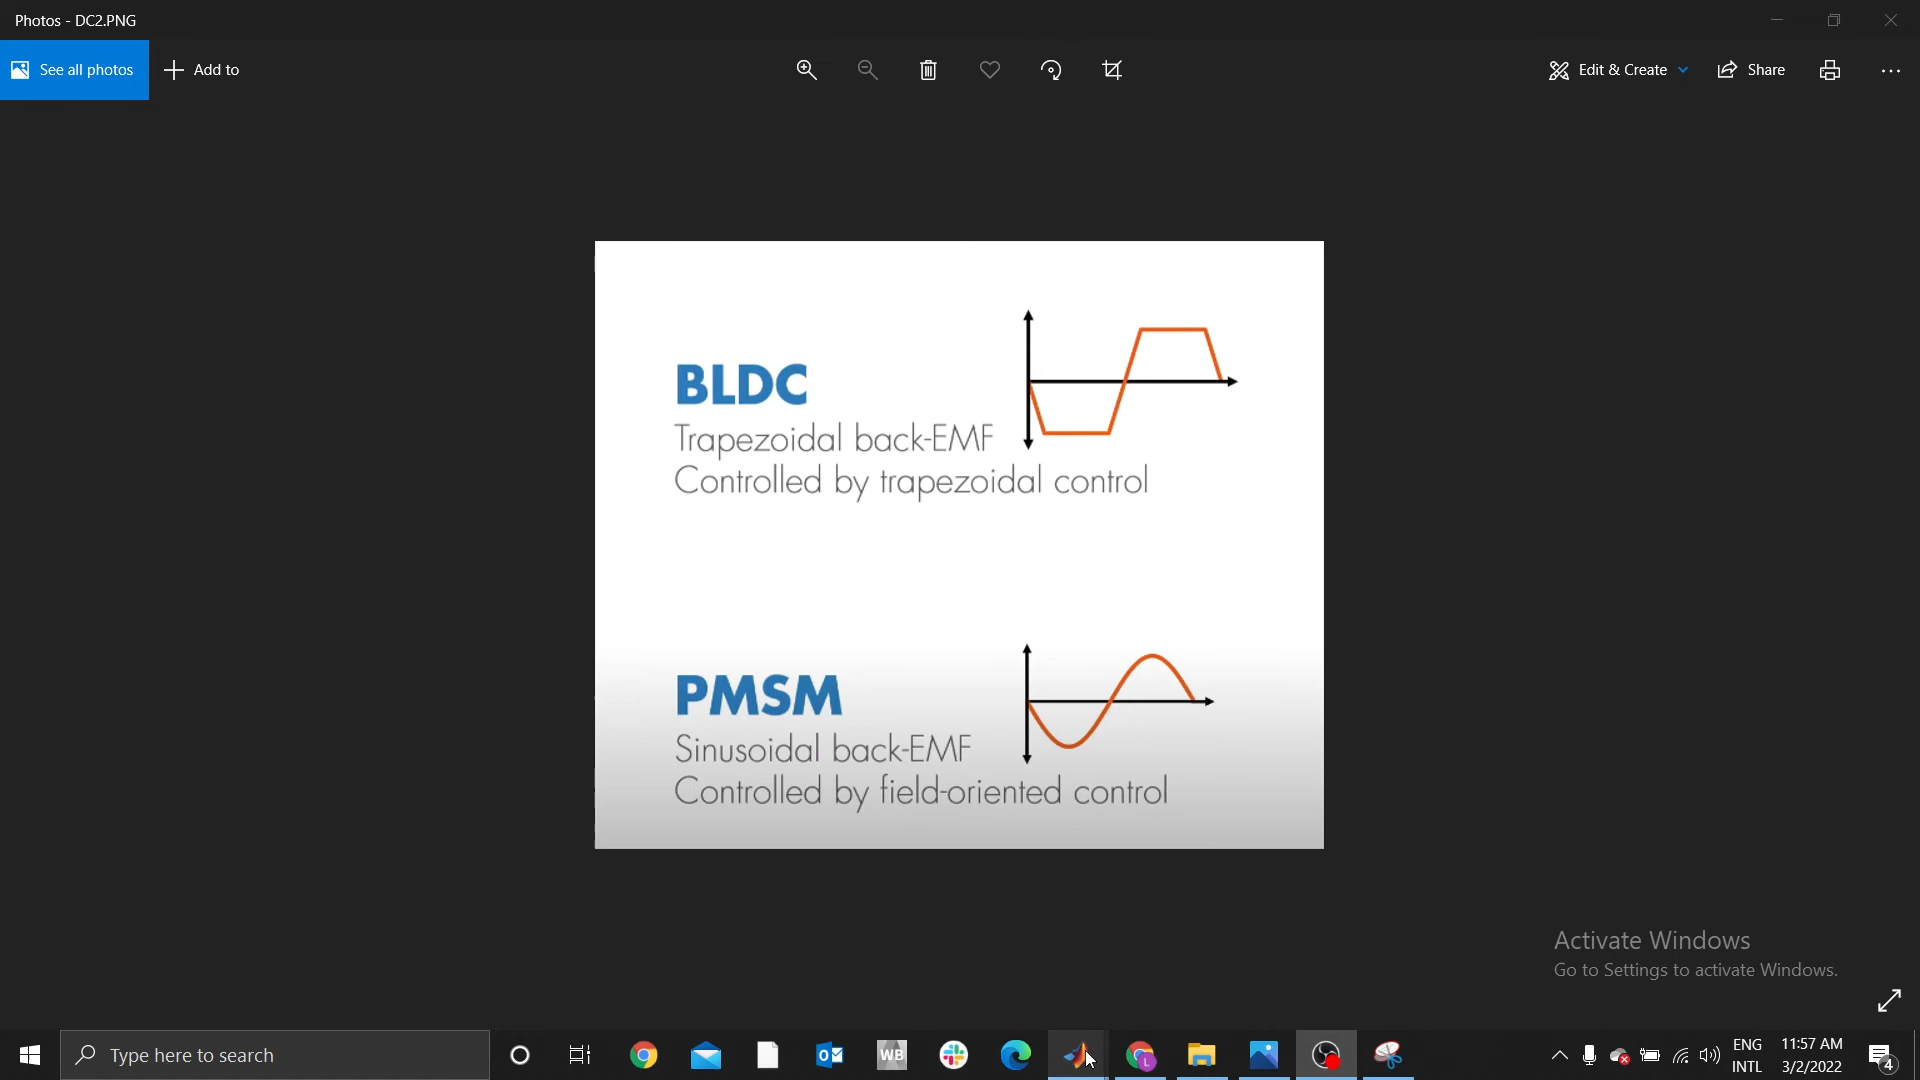 Photos - DC2.PNG
See all photos
Add to
Edit & Create
Share
BLDC
Trapezoidal back-EMF
Controlled by trapezoidal control
PMSM
Sinusoidal back-EMF
Controlled by field-oriented control
Activate Windows
Go to Settings to activate Windows.
Type here to search
WB
ENG
INTL
11:57 AM
3/2/2022
4